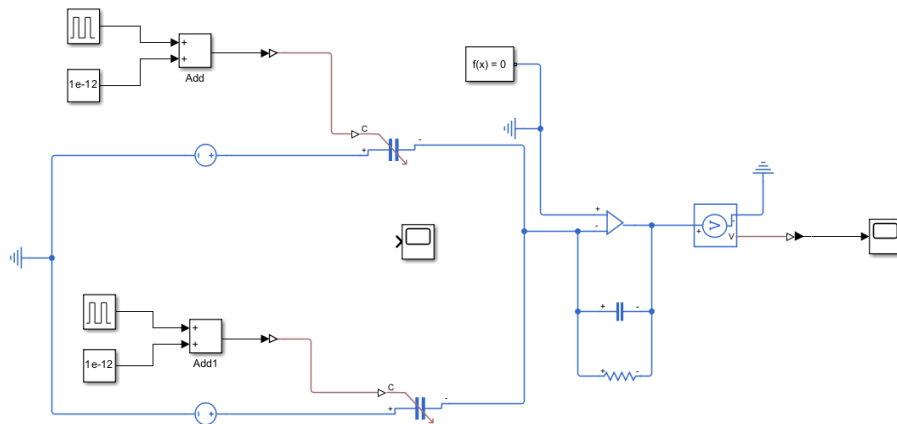 1e-12
Add
f(x) = 0
C
+
-
+
-
V
1e-12
Add1
C